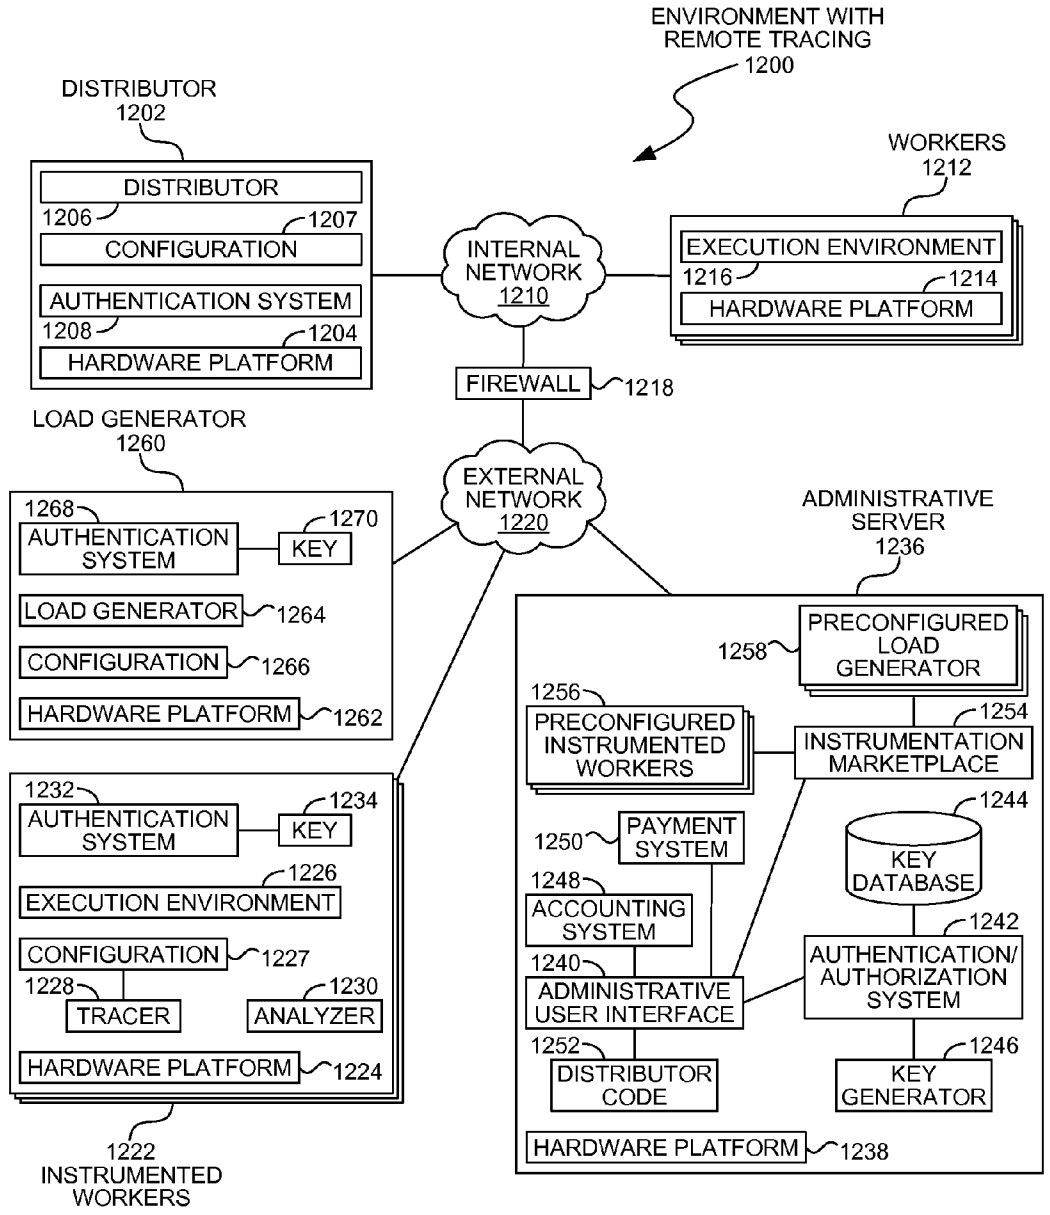 ENVIRONMENT WITH
REMOTE TRACING
1200
DISTRIBUTOR
1202
DISTRIBUTOR
1206
1207
CONFIGURATION
AUTHENTICATION SYSTEM
1208
1204
HARDWARE PLATFORM
INTERNAL
NETWORK
1210
WORKERS
1212
EXECUTION ENVIRONMENT
1216
1214
HARDWARE PLATFORM
FIREWALL
1218
LOAD GENERATOR
1260
1268
AUTHENTICATION
SYSTEM
1270
KEY
LOAD GENERATOR
1264
CONFIGURATION
1266
HARDWARE PLATFORM
1262
EXTERNAL
NETWORK
1220
ADMINISTRATIVE
SERVER
1236
1258
PRECONFIGURED
LOAD
GENERATOR
1256
PRECONFIGURED
INSTRUMENTED
WORKERS
1254
INSTRUMENTATION
MARKETPLACE
1250
PAYMENT
SYSTEM
1244
KEY
DATABASE
1248
ACCOUNTING
SYSTEM
1242
AUTHENTICATION/
AUTHORIZATION
SYSTEM
1240
ADMINISTRATIVE
USER INTERFACE
1252
DISTRIBUTOR
CODE
1246
KEY
GENERATOR
HARDWARE PLATFORM
1238
1232
AUTHENTICATION
SYSTEM
1234
KEY
1226
EXECUTION ENVIRONMENT
CONFIGURATION
1227
1228
TRACER
1230
ANALYZER
HARDWARE PLATFORM
1224
1222
INSTRUMENTED
WORKERS